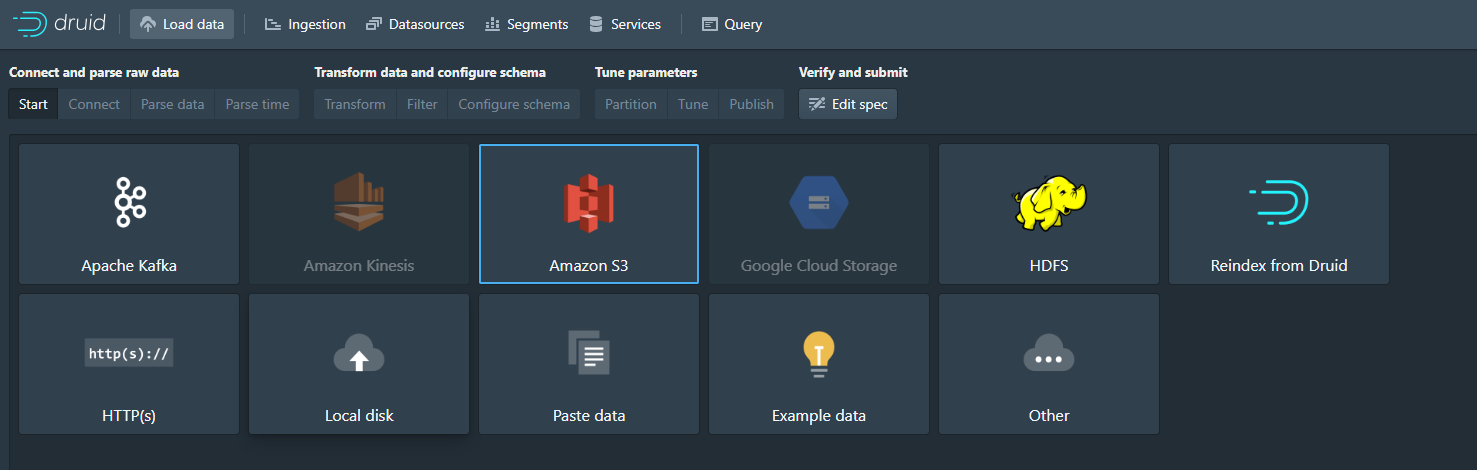 druid Load data Ingestion Datasources Segments Services Query
Connect and parse raw data Transform data and configure schema Tune parameters Verify and submit
Start Connect Parse data Parse time Transform Filter Configure schema Partition Tune Publish Edit spec
Apache Kafka Amazon Kinesis Amazon S3 Google Cloud Storage HDFS Reindex from Druid
http(s)://
HTTP(s) Local disk Paste data Example data Other